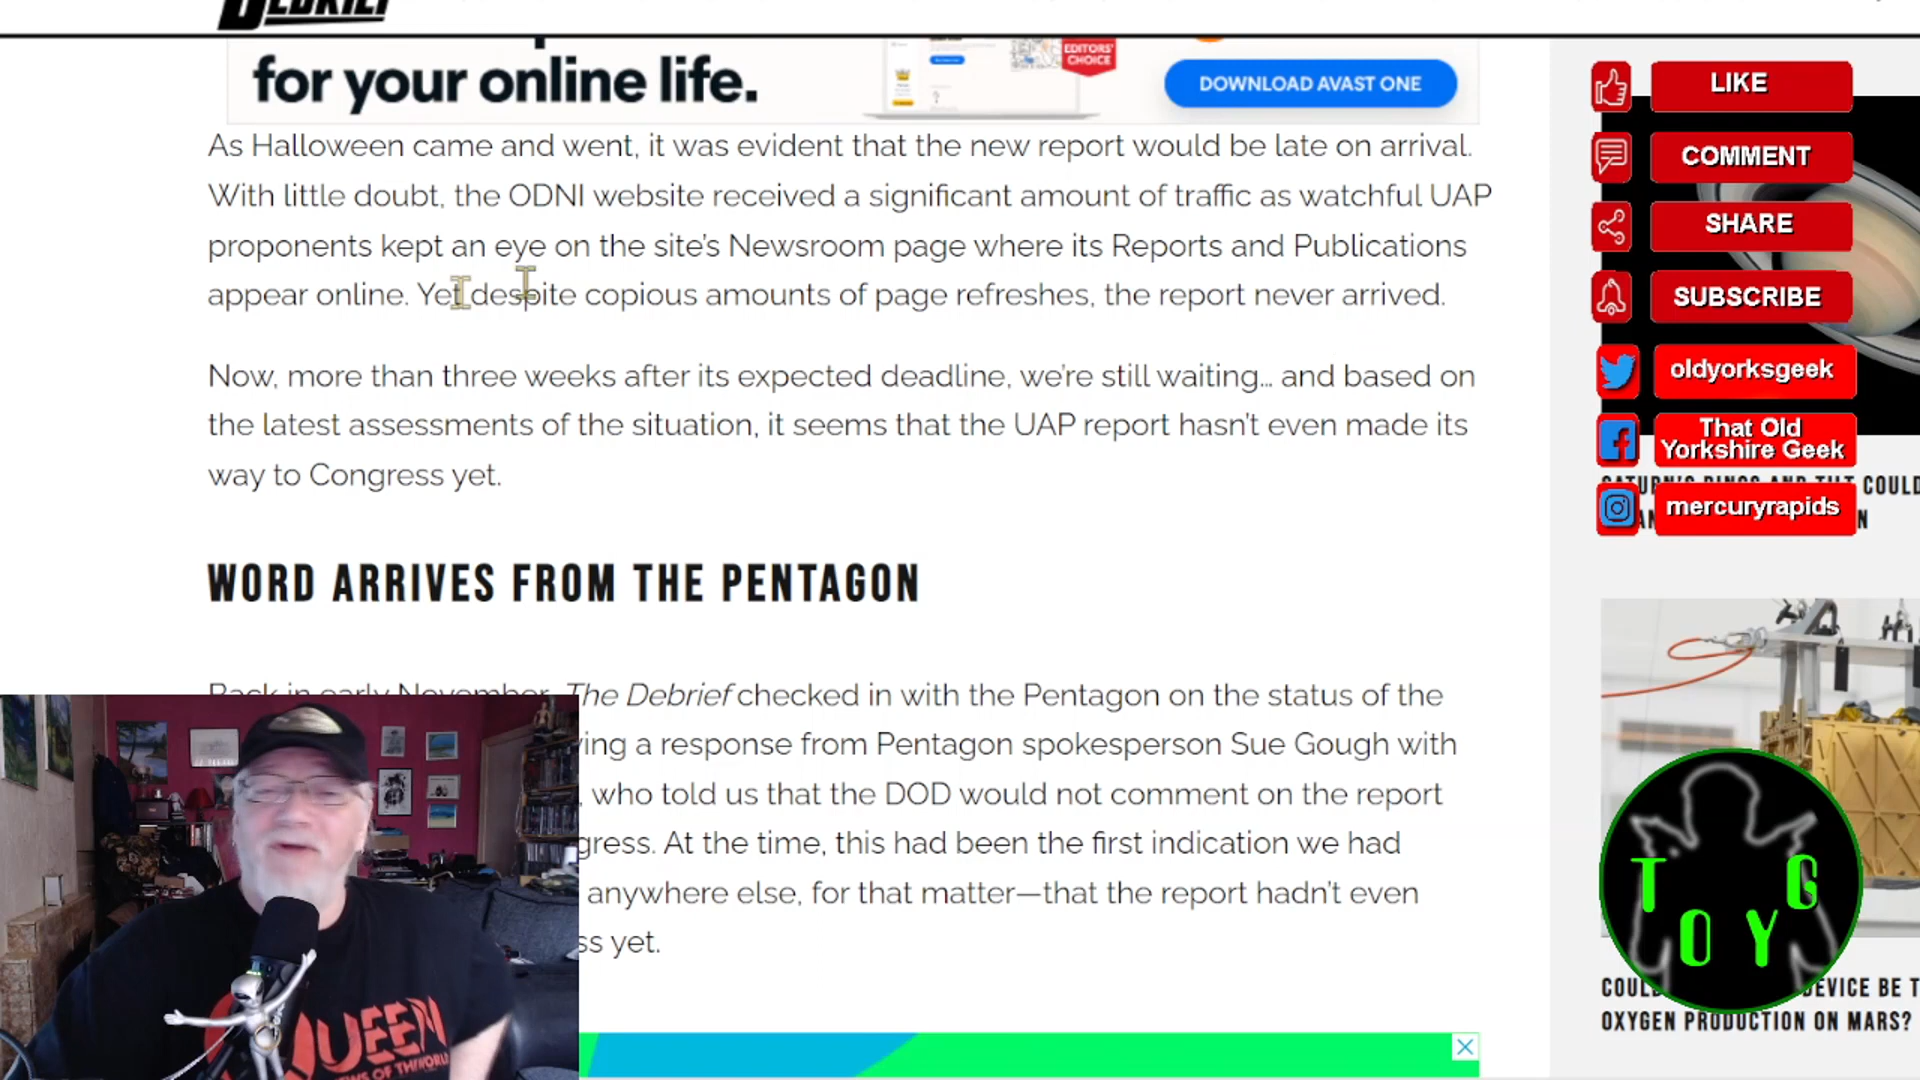 DEBRIEF
for your online life.
EDITORS'
CHOICE
DOWNLOAD AVAST ONE
As Halloween came and went, it was evident that the new report would be late on arrival.
With little doubt, the ODNI website received a significant amount of traffic as watchful UAP
proponents kept an eye on the site's Newsroom page where its Reports and Publications
appear online. Yet despite copious amounts of page refreshes, the report never arrived.
Now, more than three weeks after its expected deadline, we're still waiting… and based on
the latest assessments of the situation, it seems that the UAP report hasn't even made its
way to Congress yet.
WORD ARRIVES FROM THE PENTAGON
Back in early November, The Debrief checked in with the Pentagon on the status of the
a response from Pentagon spokesperson Sue Gough with
who told us that the DOD would not comment on the report
gress. At the time, this had been the first indication we had
anywhere else, for that matter—that the report hadn't even
ss yet.
LIKE
COMMENT
SHARE
SUBSCRIBE
oldyorksgeek
That Old
Yorkshire Geek
mercuryrapids
SATURN'S RINGS AND TILT COULD
TOYG
DEVICE BE
OXYGEN PRODUCTION ON MARS?
QUEEN
NEWS OF THE WORLD